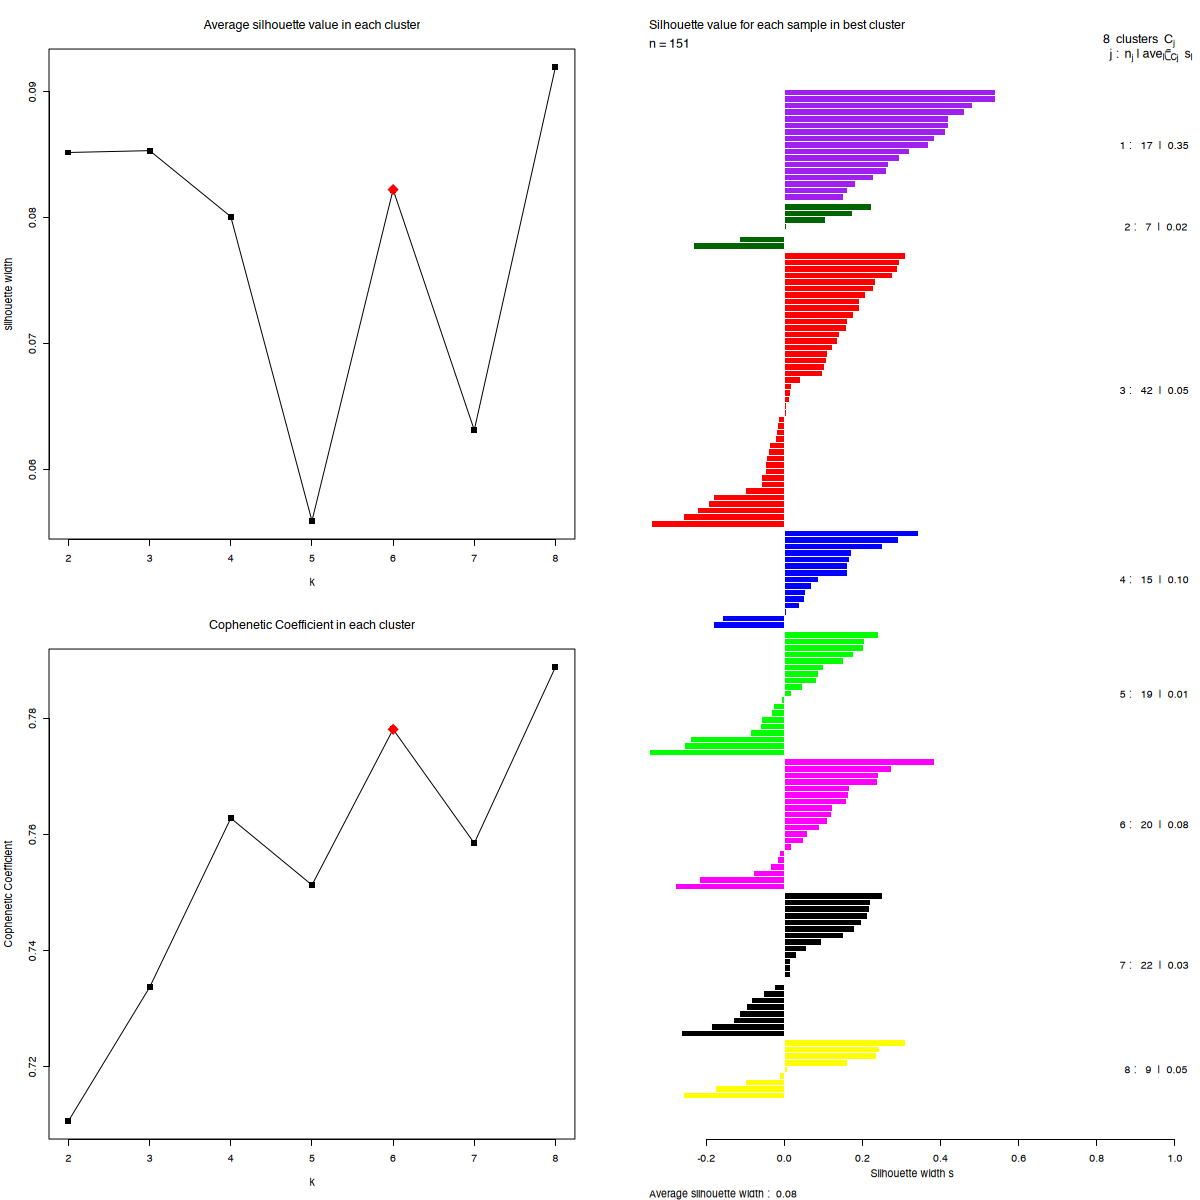 Average silhouette value in each cluster
0.09
0.08
0.07
0.06
silhouette width
2 3 4 5 6 7 8
k
Cophenetic Coefficient in each cluster
0.78
0.76
0.74
0.72
Cophenetic Coefficient
2 3 4 5 6 7 8
k
Silhouette value for each sample in best cluster
n = 151
8 clusters Cj
j : nj | avei∈Cj si
1 : 17 | 0.35
2 : 7 | 0.02
3 : 42 | 0.05
4 : 15 | 0.10
5 : 19 | 0.01
6 : 20 | 0.08
7 : 22 | 0.03
8 : 9 | 0.05
-0.2 0.0 0.2 0.4 0.6 0.8 1.0
Silhouette width s
Average silhouette width : 0.08